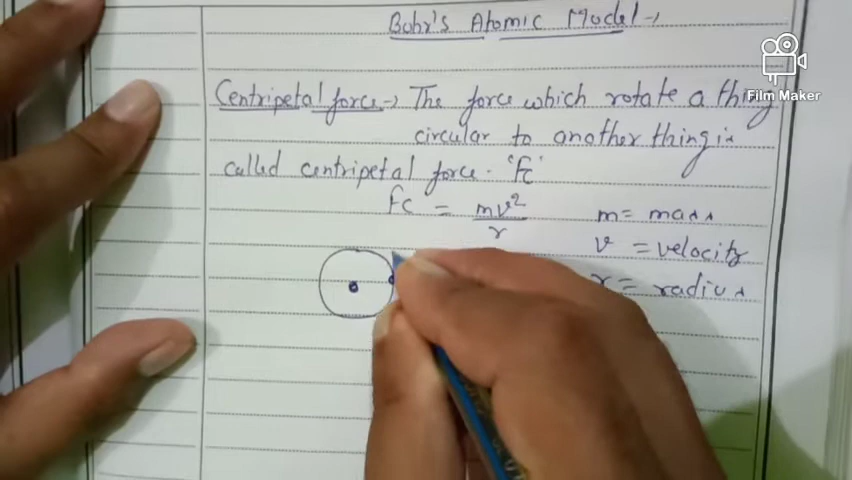 Bohr's Atomic Model -
Film Maker
Centripetal force -> The force which rotate a thing
circular to another thing is
called centripetal force. 'Fc'
Fc = mv²/r
m = mass
v = velocity
r = radius